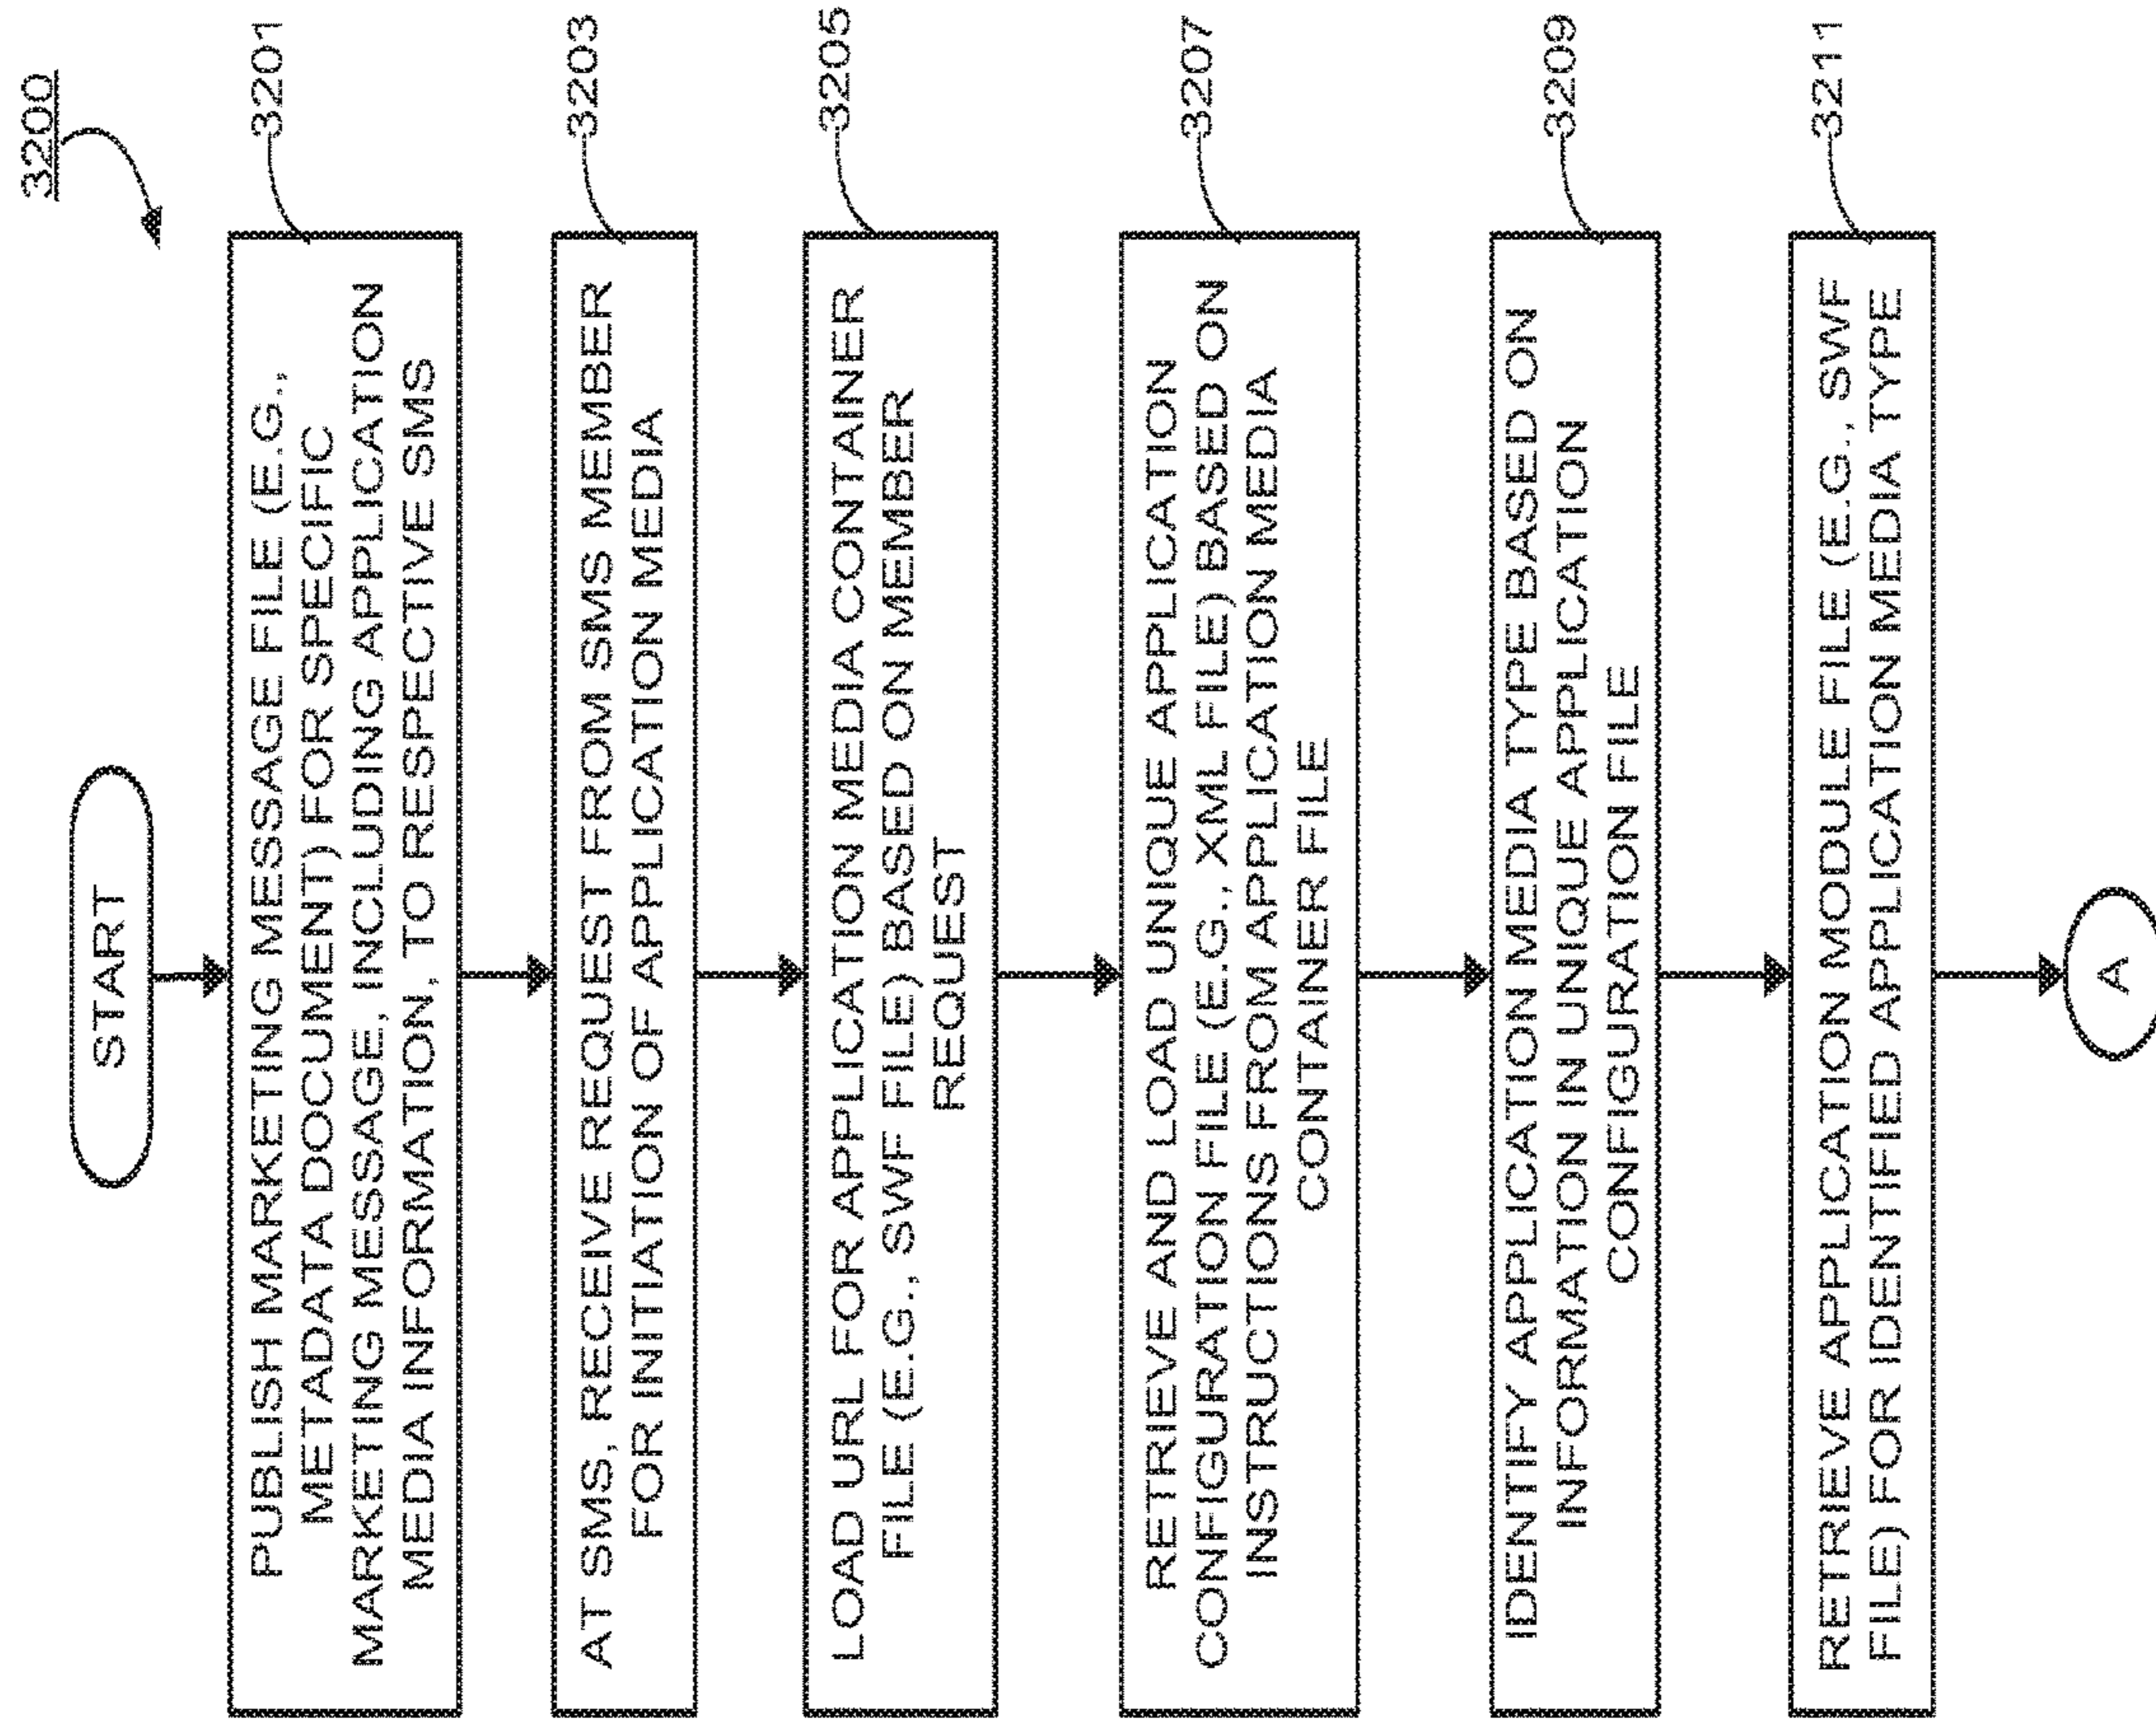 3200
START
PUBLISH MARKETING MESSAGE FILE (E.G.,
METADATA DOCUMENT) FOR SPECIFIC
MARKETING MESSAGE, INCLUDING APPLICATION
MEDIA INFORMATION, TO RESPECTIVE SMS
3201
AT SMS, RECEIVE REQUEST FROM SMS MEMBER
FOR INITIATION OF APPLICATION MEDIA
3203
LOAD URL FOR APPLICATION MEDIA CONTAINER
FILE (E.G., SWF FILE) BASED ON MEMBER
REQUEST
3205
RETRIEVE AND LOAD UNIQUE APPLICATION
CONFIGURATION FILE (E.G., XML FILE) BASED ON
INSTRUCTIONS FROM APPLICATION MEDIA
CONTAINER FILE
3207
IDENTIFY APPLICATION MEDIA TYPE BASED ON
INFORMATION IN UNIQUE APPLICATION
CONFIGURATION FILE
3209
RETRIEVE APPLICATION MODULE FILE (E.G., SWF
FILE) FOR IDENTIFIED APPLICATION MEDIA TYPE
3211
A